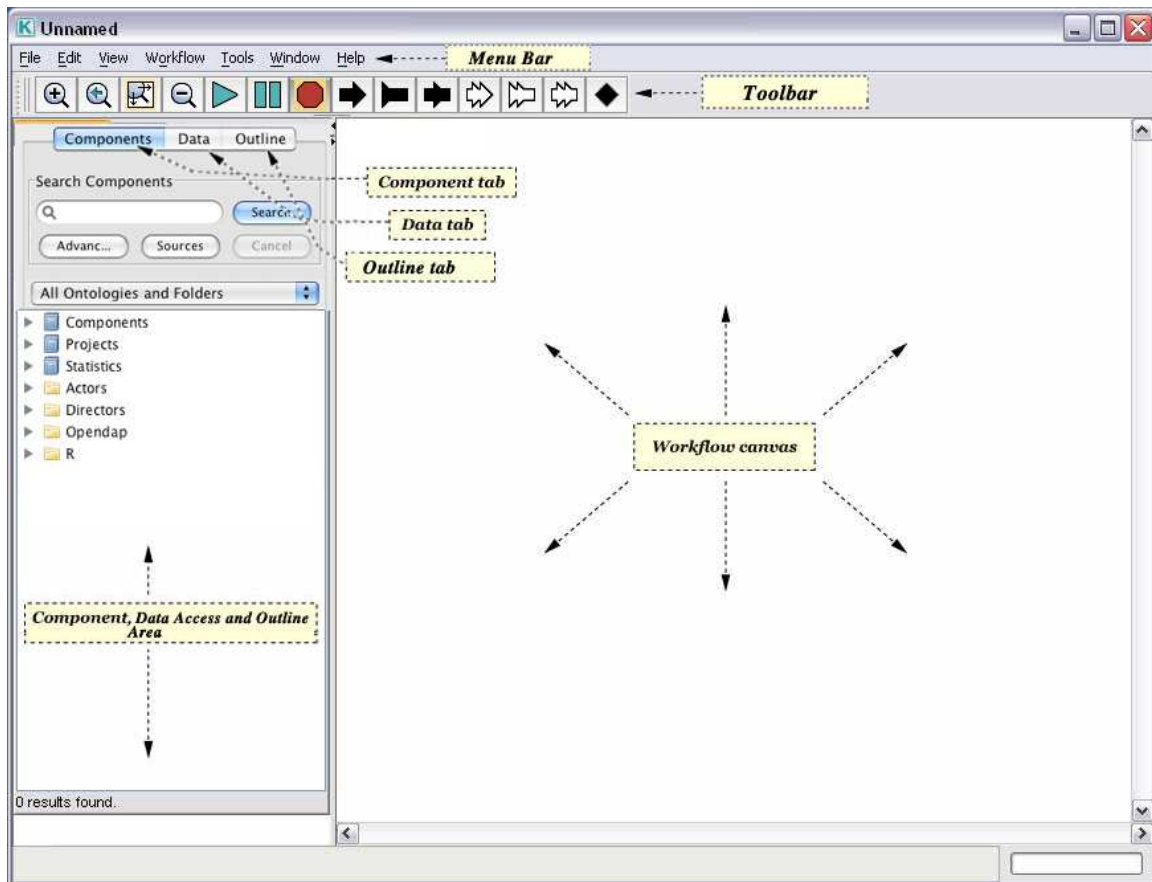 K Unnamed
File Edit View Workflow Tools Window Help Menu Bar
Toolbar
Components Data Outline
Component tab
Search Components
Search
Data tab
Advanc... Sources Cancel
Outline tab
All Ontologies and Folders
Components
Projects
Statistics
Actors
Directors
Opendap
R
Workflow canvas
Component, Data Access and Outline
Area
0 results found.